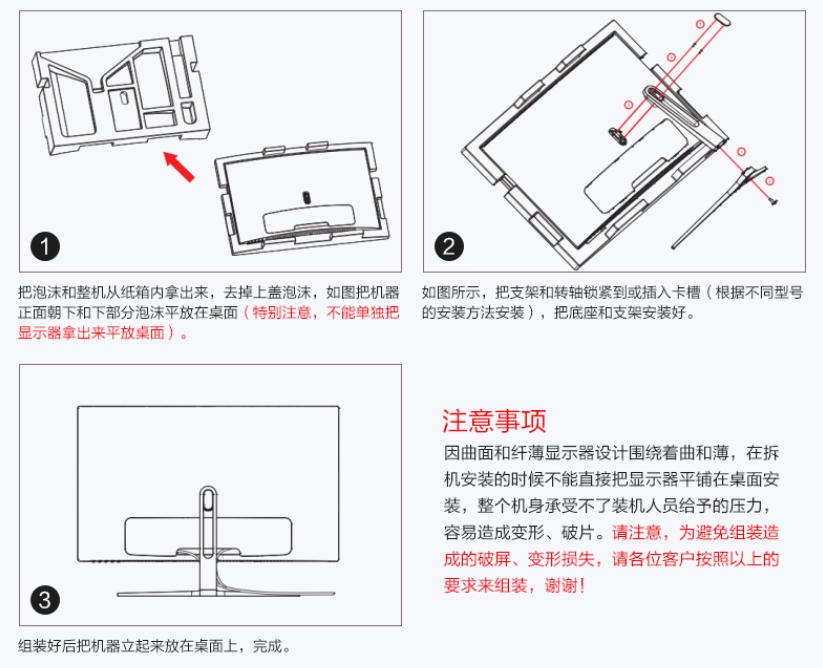 1
把泡沫和整机从纸箱内拿出来，去掉上盖泡沫，如图把机器
正面朝下和下部分泡沫平放在桌面（特别注意，不能单独把
显示器拿出来平放桌面）。
2
如图所示，把支架和转轴锁紧到或插入卡槽（根据不同型号
的安装方法安装），把底座和支架安装好。
3
组装好后把机器立起来放在桌面上，完成。
注意事项
因曲面和纤薄显示器设计围绕着曲和薄，在拆
机安装的时候不能直接把显示器平铺在桌面安
装，整个机身承受不了装机人员给予的压力，
容易造成变形、破片。请注意，为避免组装造
成的破屏、变形损失，请各位客户按照以上的
要求来组装，谢谢！